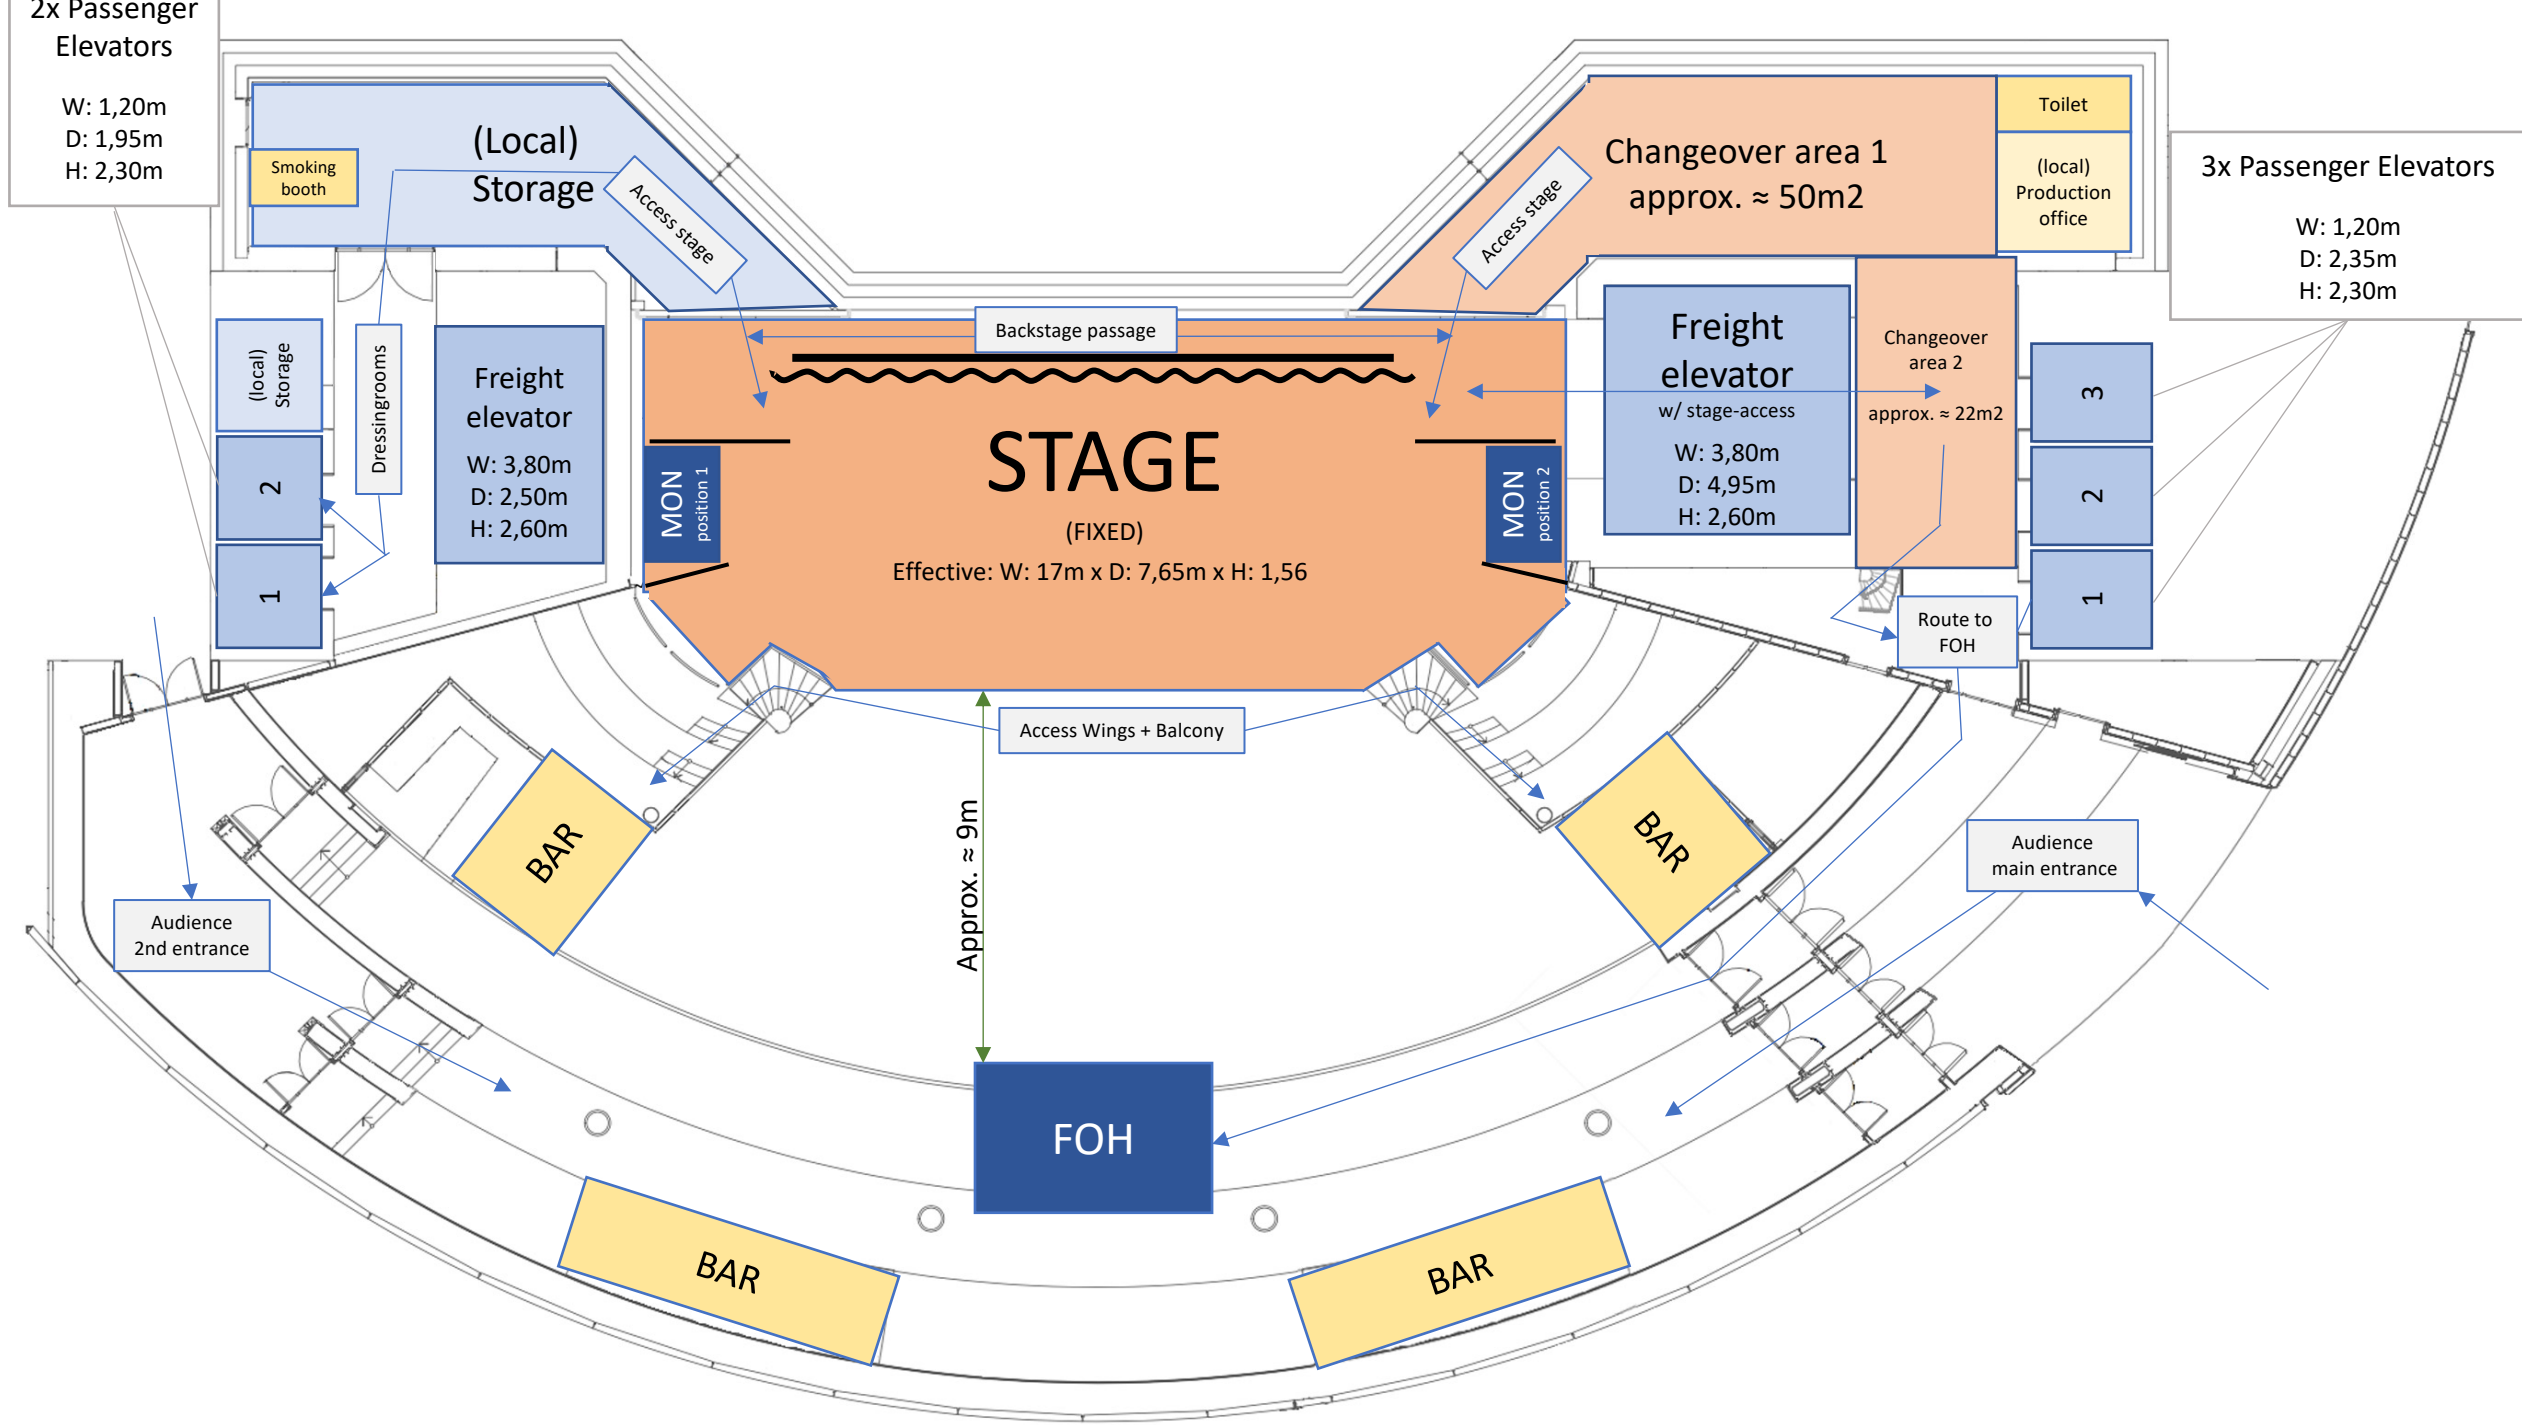 2x Passenger
Elevators
W: 1,20m
D: 1,95m
H: 2,30m
(Local)
Storage
Smoking
booth
Access stage
Changeover area 1
approx. ≈ 50m2
Access stage
Toilet
(local)
Production
office
3x Passenger Elevators
W: 1,20m
D: 2,35m
H: 2,30m
(local)
Storage
2
1
Dressingrooms
Freight
elevator
W: 3,80m
D: 2,50m
H: 2,60m
Backstage passage
STAGE
(FIXED)
Effective: W: 17m x D: 7,65m x H: 1,56
MON
position 1
MON
position 2
Freight
elevator
w/ stage-access
W: 3,80m
D: 4,95m
H: 2,60m
Changeover
area 2
approx. ≈ 22m2
3
2
1
Route to
FOH
Access Wings + Balcony
Approx. ≈ 9m
BAR
BAR
Audience
main entrance
Audience
2nd entrance
FOH
BAR
BAR